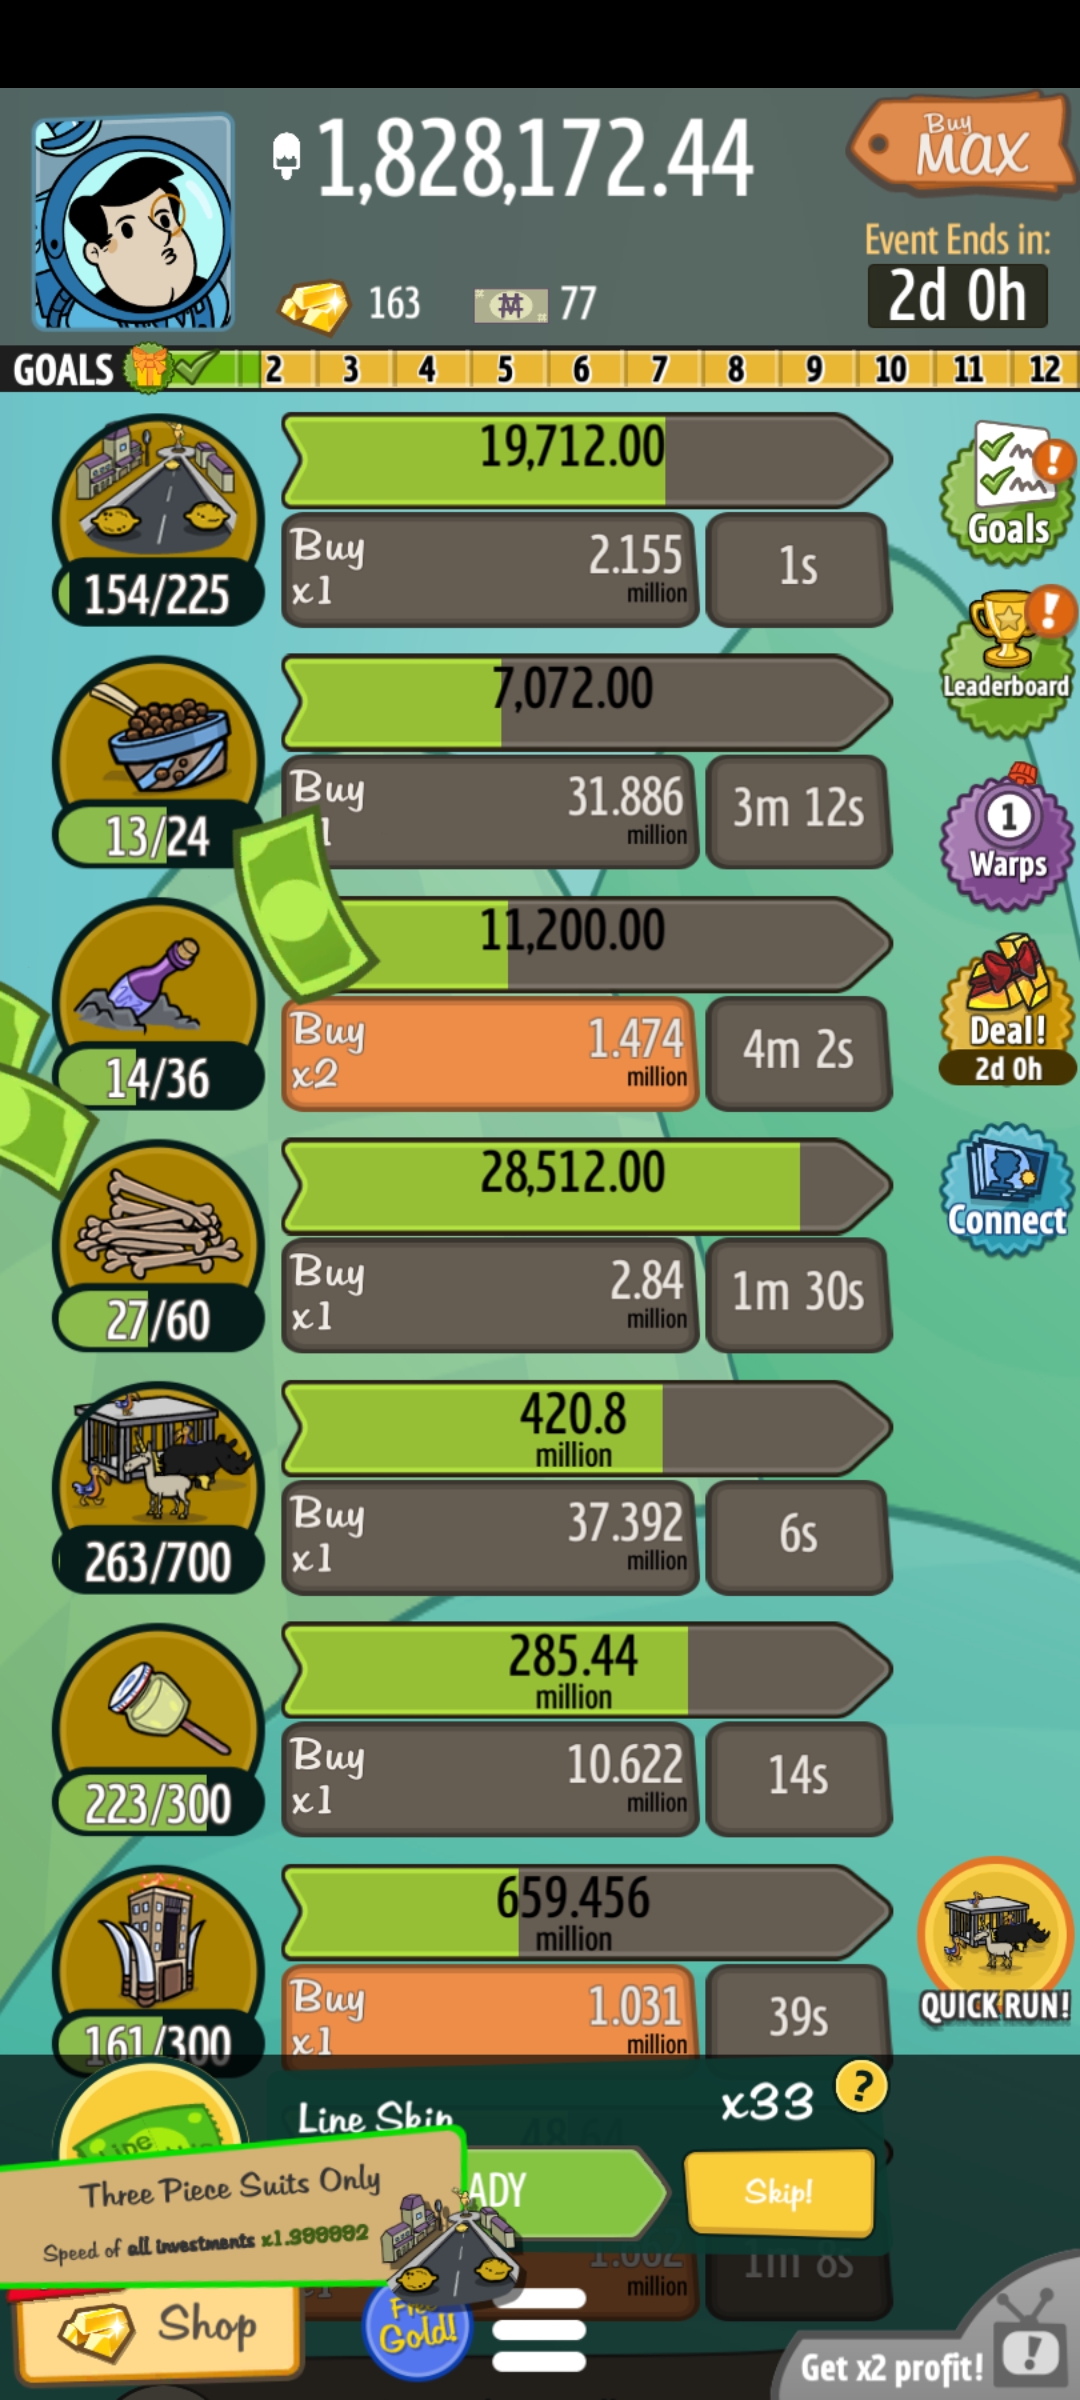 1,828,172.44
Buy
MAX
Event Ends in:
2d 0h
163
77
GOALS 2 3 4 5 6 7 8 9 10 11 12
19,712.00
Buy
x1
2.155
million
1s
154/225
Goals
7,072.00
Buy
31.886
million
3m 12s
13/24
Leaderboard
1
Warps
11,200.00
Buy
x2
1.474
million
4m 2s
14/36
Deal!
2d 0h
28,512.00
Buy
x1
2.84
million
1m 30s
27/60
Connect
420.8
million
Buy
x1
37.392
million
6s
263/700
285.44
million
Buy
x1
10.622
million
14s
223/300
659.456
million
Buy
x1
1.031
million
39s
161/300
QUICK RUN!
Line Skip
x33
?
48.64
Skip!
Three Piece Suits Only
Speed of all investments x1.999992
million
1m 8s
Shop
Free
Gold!
Get x2 profit!